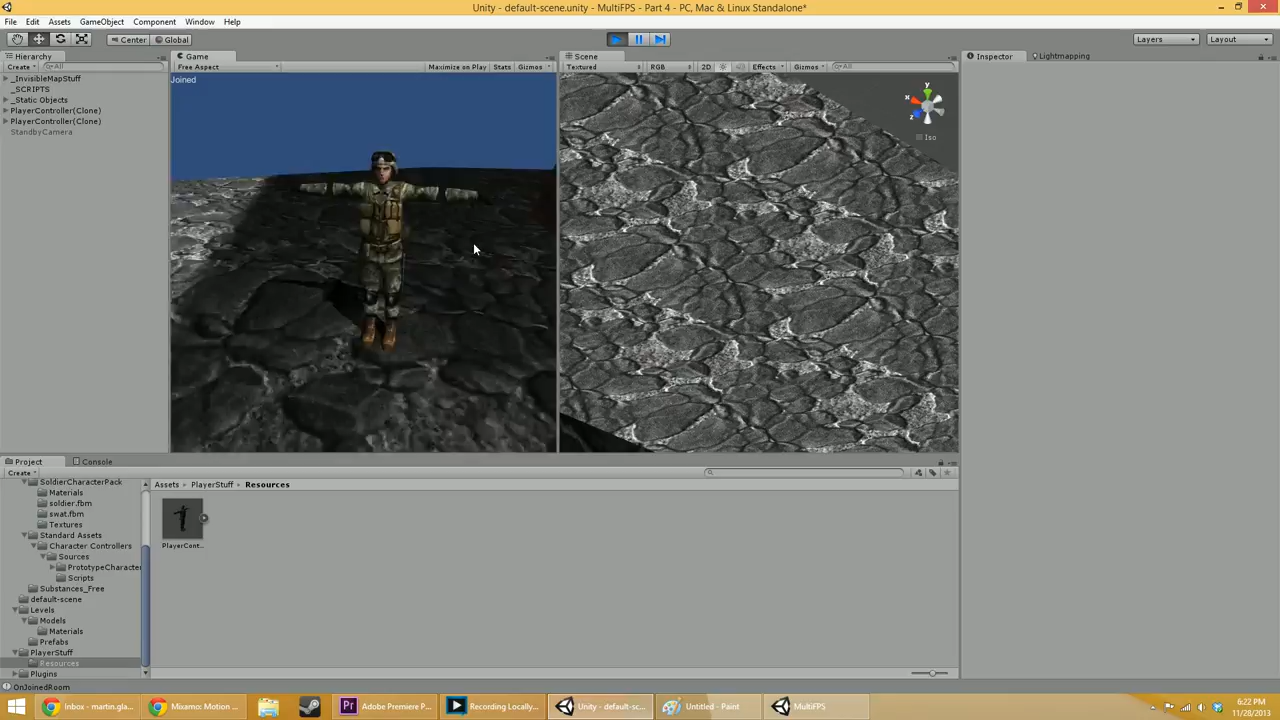 Unity - default-scene.unity - MultiFPS - Part 4 - PC, Mac & Linux Standalone*
File Edit Assets GameObject Component Window Help
Center Global Layers Layout
Hierarchy Game Scene Inspector Lightmapping
Create All Free Aspect Maximize on Play Stats Gizmos Textured RGB 2D Effects Gizmos All
_InvisibleMapStuff
_SCRIPTS
_Static Objects
PlayerController(Clone)
PlayerController(Clone)
StandbyCamera
Joined
y
x
z
Iso
Project Console
Create
Assets PlayerStuff Resources
SoldierCharacterPack
Materials
soldier.fbm
swat.fbm
Textures
Standard Assets
Character Controllers
Sources
PrototypeCharacter
Scripts
Substances_Free
default-scene
Levels
Models
Materials
Prefabs
PlayerStuff
Resources
Plugins
PlayerCont...
OnJoinedRoom
Inbox - martin.gla... Mixamo: Motion ... Adobe Premiere P... Recording Locally... Unity - default-sc... Untitled - Paint MultiFPS
6:22 PM
11/28/2013